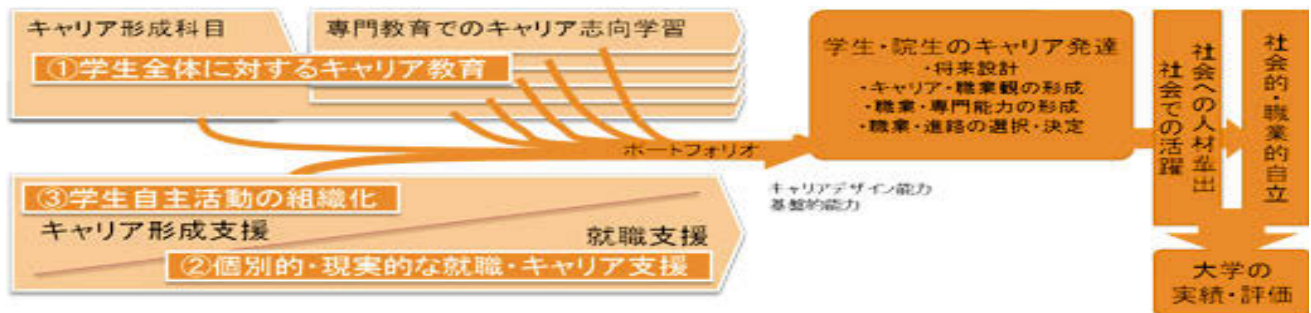 キャリア形成科目
専門教育でのキャリア志向学習
①学生全体に対するキャリア教育
ポートフォリオ
③学生自主活動の組織化
キャリア形成支援
就職支援
②個別的・現実的な就職・キャリア支援
学生・院生のキャリア発達
・将来設計
・キャリア・職業観の形成
・職業・専門能力の形成
・職業・進路の選択・決定
キャリアデザイン能力
基盤的能力
社会への人材輩出
社会での活躍
社会的・職業的自立
大学の
実績・評価